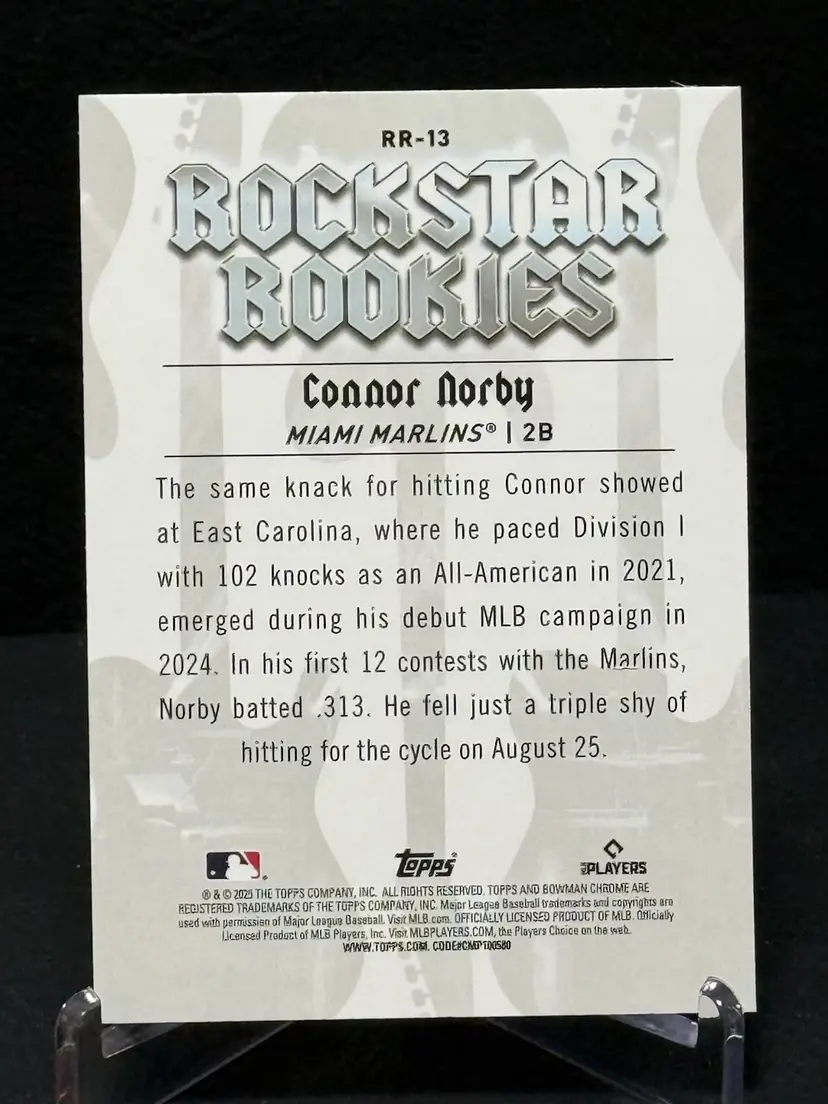 RR-13
ROCKSTAR
ROOKIES
Connor Norby
MIAMI MARLINS® | 2B
The same knack for hitting Connor showed
at East Carolina, where he paced Division I
with 102 knocks as an All-American in 2021,
emerged during his debut MLB campaign in
2024. In his first 12 contests with the Marlins,
Norby batted .313. He fell just a triple shy of
hitting for the cycle on August 25.
TOPPS®
PLAYERS
® & © 2025 THE TOPPS COMPANY, INC. ALL RIGHTS RESERVED. TOPPS AND BOWMAN CHROME ARE
REGISTERED TRADEMARKS OF THE TOPPS COMPANY, INC. Major League Baseball trademarks and copyrights are
used with permission of Major League Baseball. Visit MLB.com. OFFICIALLY LICENSED PRODUCT OF MLB. Officially
Licensed Product of MLB Players, Inc. Visit MLBPLAYERS.COM, the Players Choice on the web.
WWW.TOPPS.COM. CODE#CMP100580